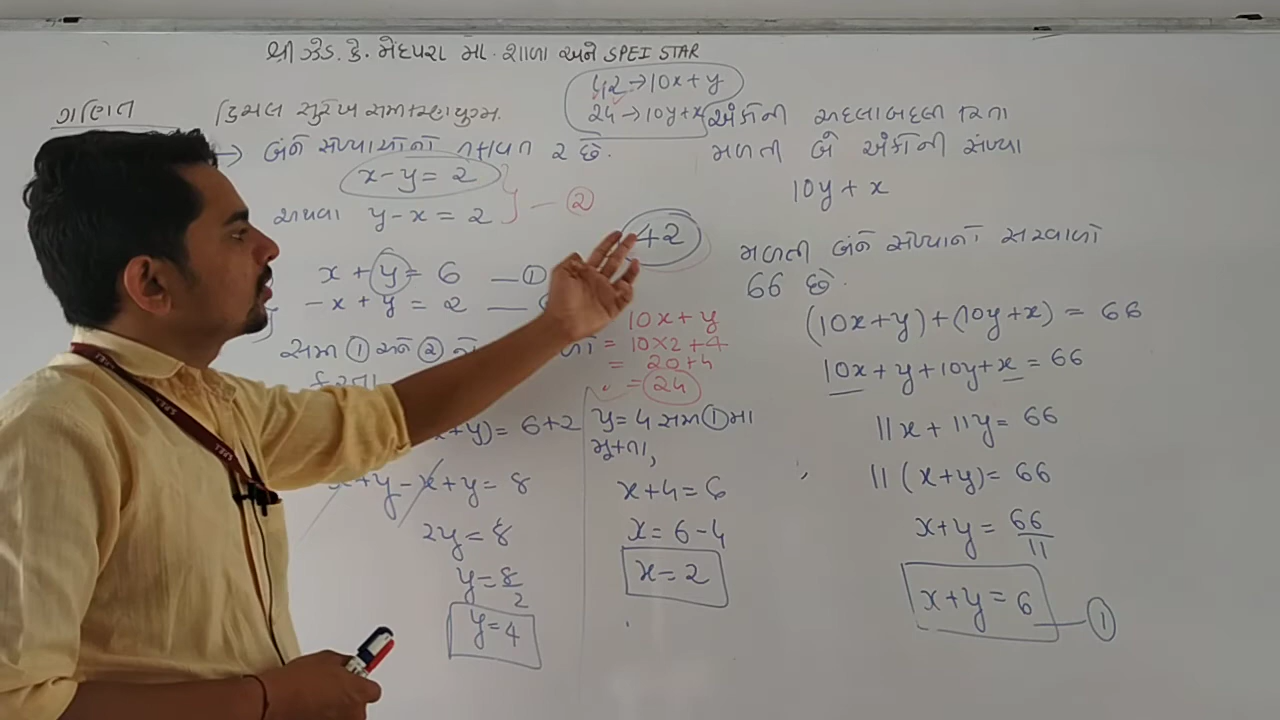 શ્રી ઝેડ. કે. મેંદપરા મા. શાળા અને SPEI STAR
ગણિત
દ્વિચલ સુરેખ સમીકરણયુગ્મ.
42 → 10x + y
24 → 10y + x
→ બંને સંખ્યાઓનો તફાવત 2 છે.
x - y = 2
અથવા y - x = 2 } — ②
x + y = 6 — ①
- x + y = 2 —
સમી ① અને ② નો
કરતા
x+y) = 6+2
x+y - x+y = 8
2y = 8
y = 8/2
y = 4
42
10x + y
= 10×2 + 4
= 20+4
= 24
y = 4 સમી ① મા
મૂકતા,
x+4 = 6
x = 6-4
x = 2
અંકોની અદલાબદલી કરતા
મળતી બે અંકોની સંખ્યા
10y + x
મળતી બંને સંખ્યાનો સરવાળો
66 છે.
(10x+y) + (10y+x) = 66
10x + y + 10y + x = 66
11x + 11y = 66
11 (x+y) = 66
x+y = 66/11
x+y = 6 — ①